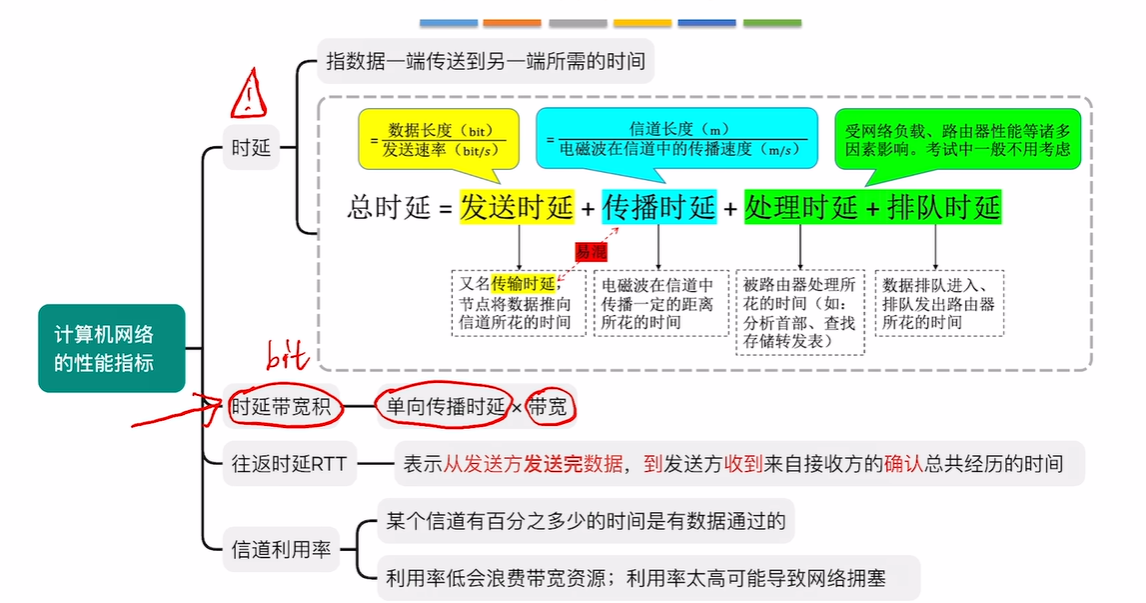 指数据一端传送到另一端所需的时间
!
时延
=数据长度（bit）
发送速率（bit/s）
=信道长度（m）
电磁波在信道中的传播速度（m/s）
受网络负载、路由器性能等诸多
因素影响。考试中一般不用考虑
总时延 = 发送时延 + 传播时延 + 处理时延 + 排队时延
易混
又名传输时延，
节点将数据推向
信道所花的时间
电磁波在信道中
传播一定的距离
所花的时间
被路由器处理所
花的时间（如：
分析首部、查找
存储转发表）
数据排队进入、
排队发出路由器
所花的时间
计算机网络
的性能指标
bit
时延带宽积
单向传播时延 × 带宽
往返时延RTT
表示从发送方发送完数据，到发送方收到来自接收方的确认总共经历的时间
信道利用率
某个信道有百分之多少的时间是有数据通过的
利用率低会浪费带宽资源；利用率太高可能导致网络拥塞